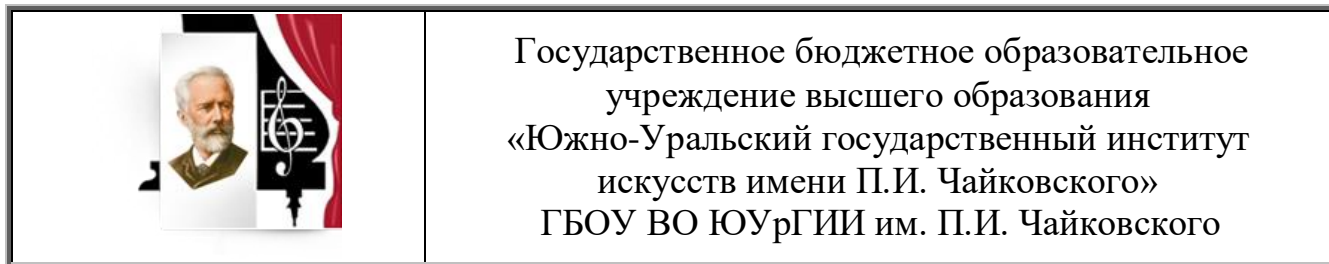 Государственное бюджетное образовательное
учреждение высшего образования
«Южно-Уральский государственный институт
искусств имени П.И. Чайковского»
ГБОУ ВО ЮУрГИИ им. П.И. Чайковского